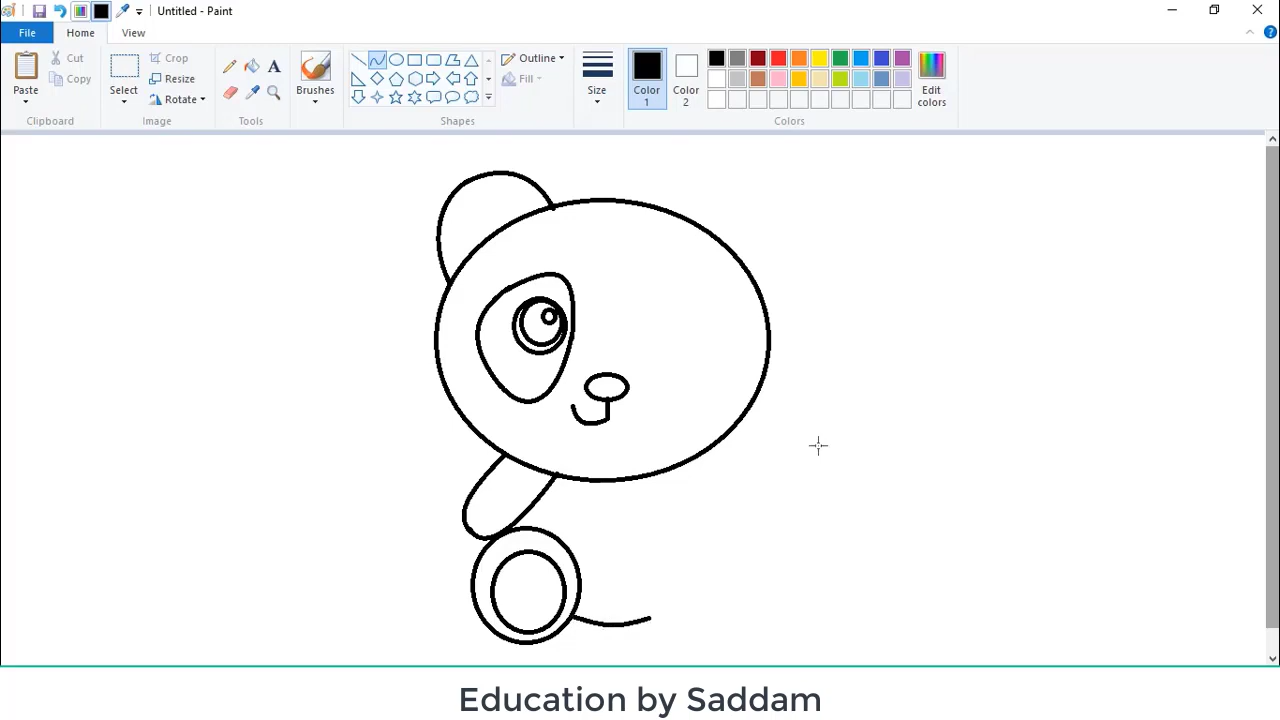 Untitled - Paint
File Home View
Paste
Cut
Copy
Clipboard
Select
Crop
Resize
Rotate
Image
A
Tools
Brushes
Shapes
Outline
Fill
Size
Color 1
Color 2
Edit colors
Colors
Education by Saddam